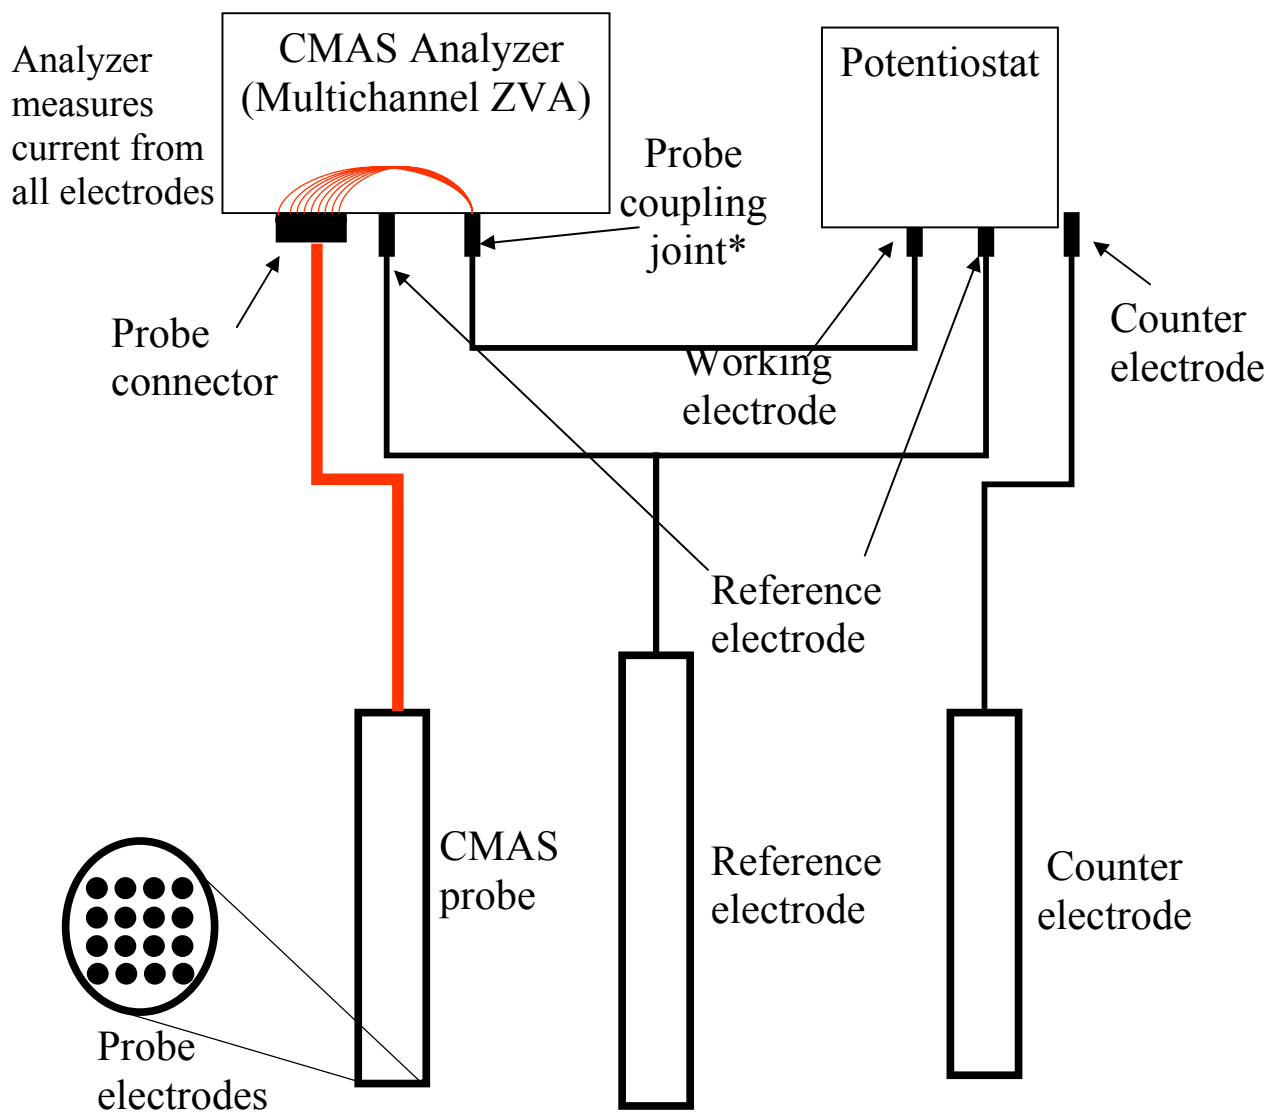 Analyzer
measures
current from
all electrodes
CMAS Analyzer
(Multichannel ZVA)
Potentiostat
Probe
coupling
joint*
Probe
connector
Working
electrode
Counter
electrode
Reference
electrode
CMAS
probe
Reference
electrode
Counter
electrode
Probe
electrodes